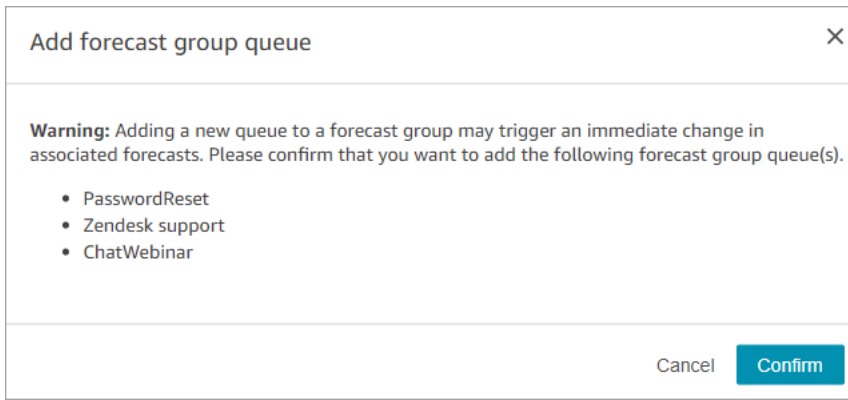 Add forecast group queue
Warning: Adding a new queue to a forecast group may trigger an immediate change in
associated forecasts. Please confirm that you want to add the following forecast group queue(s).
• PasswordReset
• Zendesk support
• ChatWebinar
Cancel
Confirm